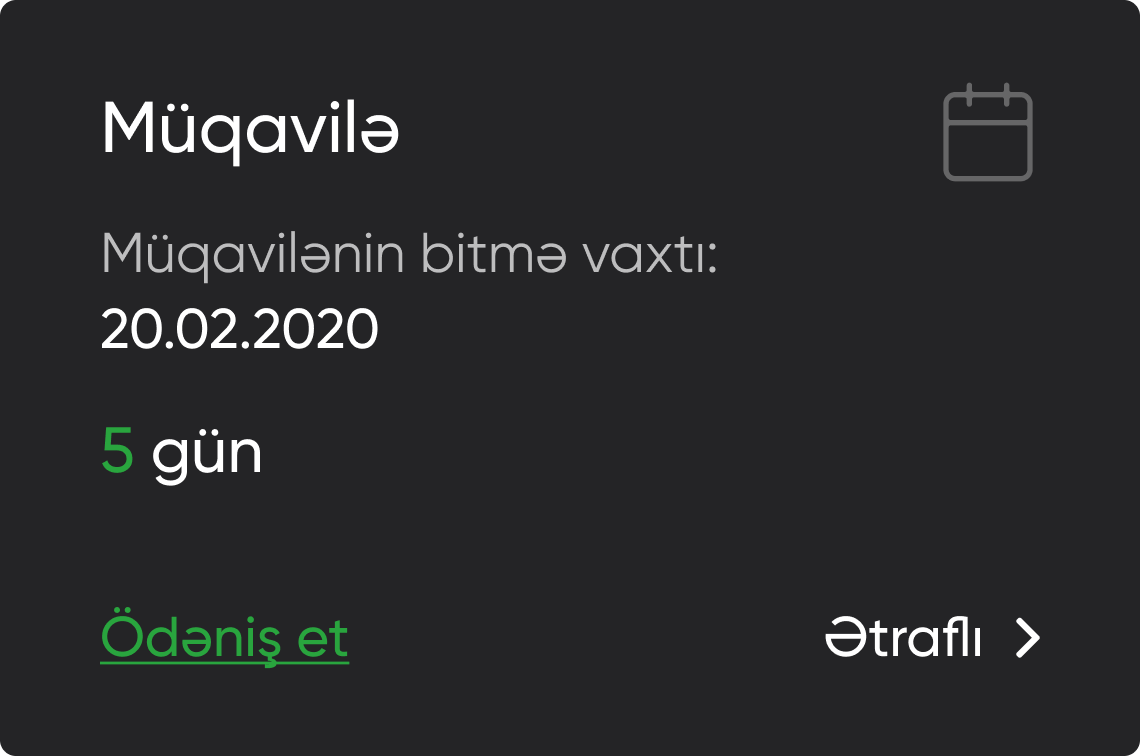 Müqavilə
Müqavilənin bitmə vaxtı:
20.02.2020
5 gün
Ödəniş et
Ətraflı